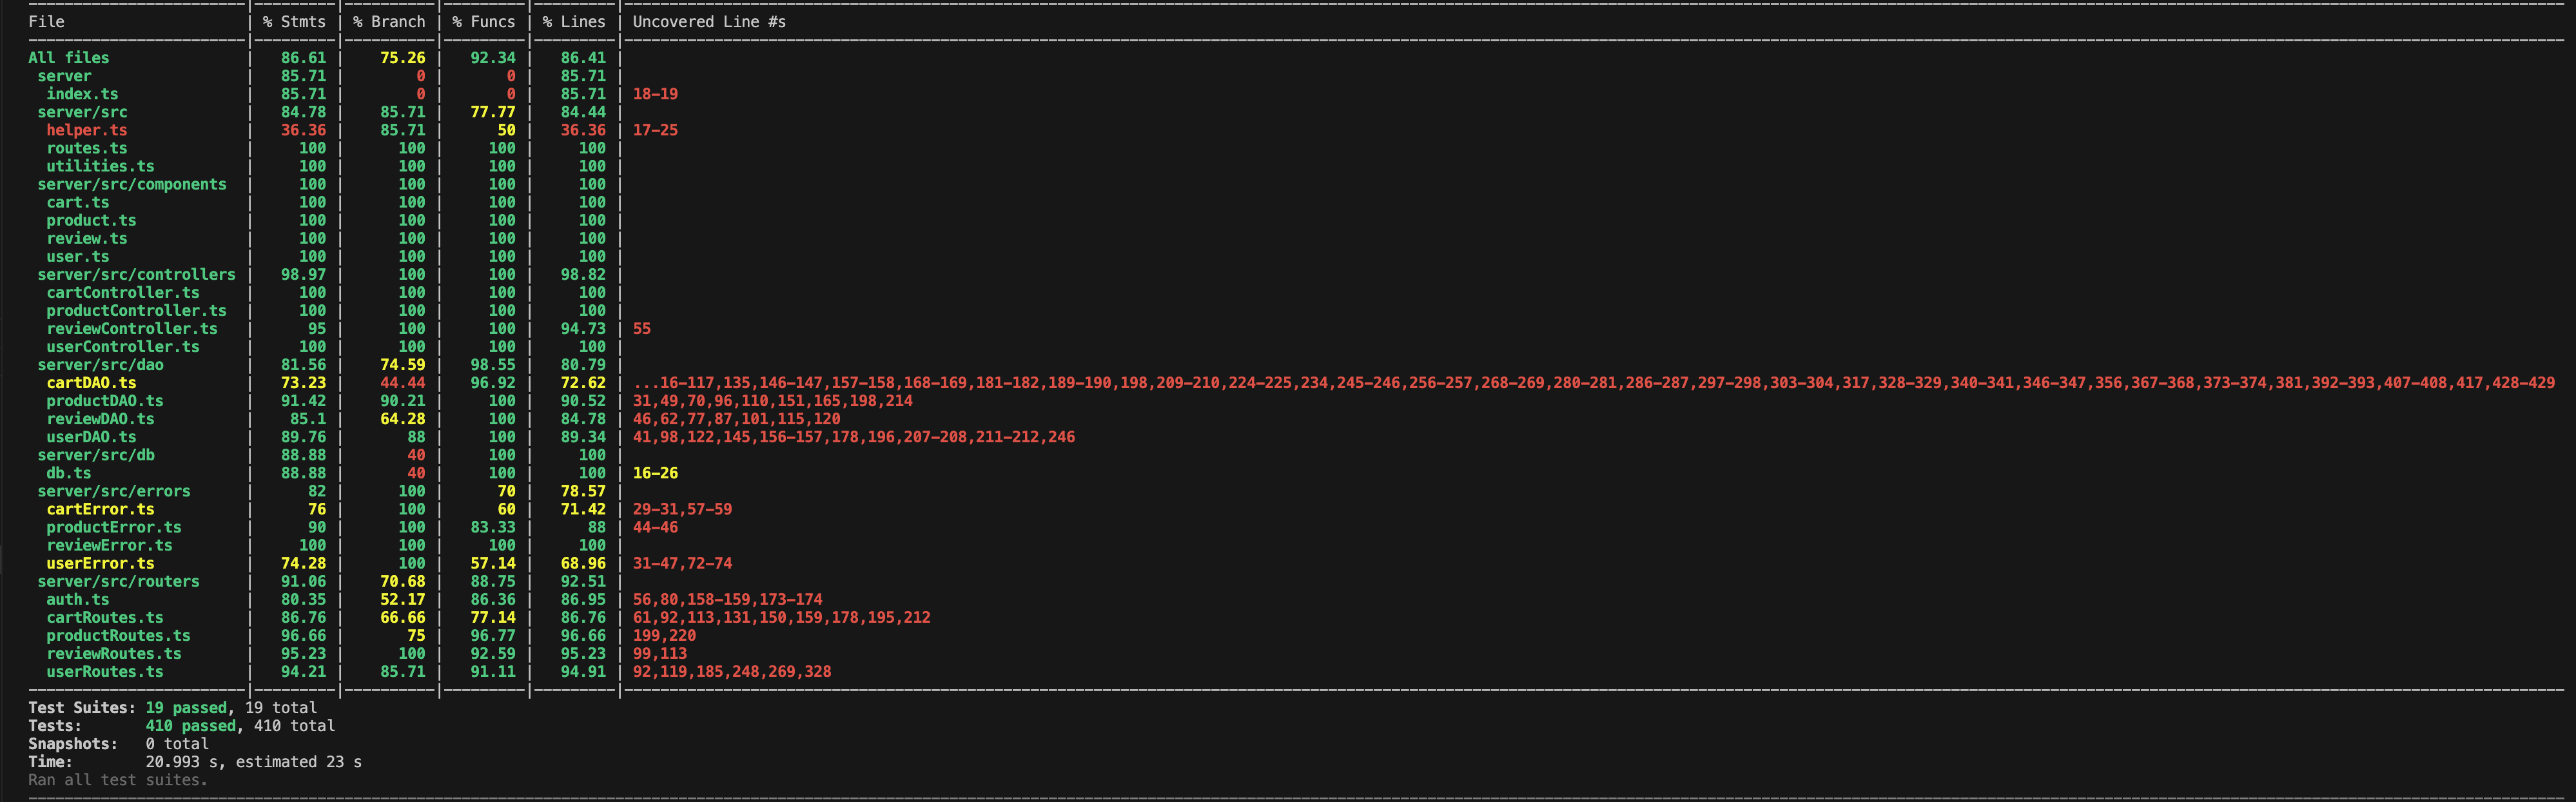 File | % Stmts | % Branch | % Funcs | % Lines | Uncovered Line #s
All files | 86.61 | 75.26 | 92.34 | 86.41 |
server | 85.71 | 0 | 0 | 85.71 |
index.ts | 85.71 | 0 | 0 | 85.71 | 18-19
server/src | 84.78 | 85.71 | 77.77 | 84.44 |
helper.ts | 36.36 | 85.71 | 50 | 36.36 | 17-25
routes.ts | 100 | 100 | 100 | 100 |
utilities.ts | 100 | 100 | 100 | 100 |
server/src/components | 100 | 100 | 100 | 100 |
cart.ts | 100 | 100 | 100 | 100 |
product.ts | 100 | 100 | 100 | 100 |
review.ts | 100 | 100 | 100 | 100 |
user.ts | 100 | 100 | 100 | 100 |
server/src/controllers | 98.97 | 100 | 100 | 98.82 |
cartController.ts | 100 | 100 | 100 | 100 |
productController.ts | 100 | 100 | 100 | 100 |
reviewController.ts | 95 | 100 | 100 | 94.73 | 55
userController.ts | 100 | 100 | 100 | 100 |
server/src/dao | 81.56 | 74.59 | 98.55 | 80.79 |
cartDAO.ts | 73.23 | 44.44 | 96.92 | 72.62 | ...16-117,135,146-147,157-158,168-169,181-182,189-190,198,209-210,224-225,234,245-246,256-257,268-269,280-281,286-287,297-298,303-304,317,328-329,340-341,346-347,356,367-368,373-374,381,392-393,407-408,417,428-429
productDAO.ts | 91.42 | 90.21 | 100 | 90.52 | 31,49,70,96,110,151,165,198,214
reviewDAO.ts | 85.1 | 64.28 | 100 | 84.78 | 46,62,77,87,101,115,120
userDAO.ts | 89.76 | 88 | 100 | 89.34 | 41,98,122,145,156-157,178,196,207-208,211-212,246
server/src/db | 88.88 | 40 | 100 | 100 |
db.ts | 88.88 | 40 | 100 | 100 | 16-26
server/src/errors | 82 | 100 | 70 | 78.57 |
cartError.ts | 76 | 100 | 60 | 71.42 | 29-31,57-59
productError.ts | 90 | 100 | 83.33 | 88 | 44-46
reviewError.ts | 100 | 100 | 100 | 100 |
userError.ts | 74.28 | 100 | 57.14 | 68.96 | 31-47,72-74
server/src/routers | 91.06 | 70.68 | 88.75 | 92.51 |
auth.ts | 80.35 | 52.17 | 86.36 | 86.95 | 56,80,158-159,173-174
cartRoutes.ts | 86.76 | 66.66 | 77.14 | 86.76 | 61,92,113,131,150,159,178,195,212
productRoutes.ts | 96.66 | 75 | 96.77 | 96.66 | 199,220
reviewRoutes.ts | 95.23 | 100 | 92.59 | 95.23 | 99,113
userRoutes.ts | 94.21 | 85.71 | 91.11 | 94.91 | 92,119,185,248,269,328
Test Suites: 19 passed, 19 total
Tests: 410 passed, 410 total
Snapshots: 0 total
Time: 20.993 s, estimated 23 s
Ran all test suites.